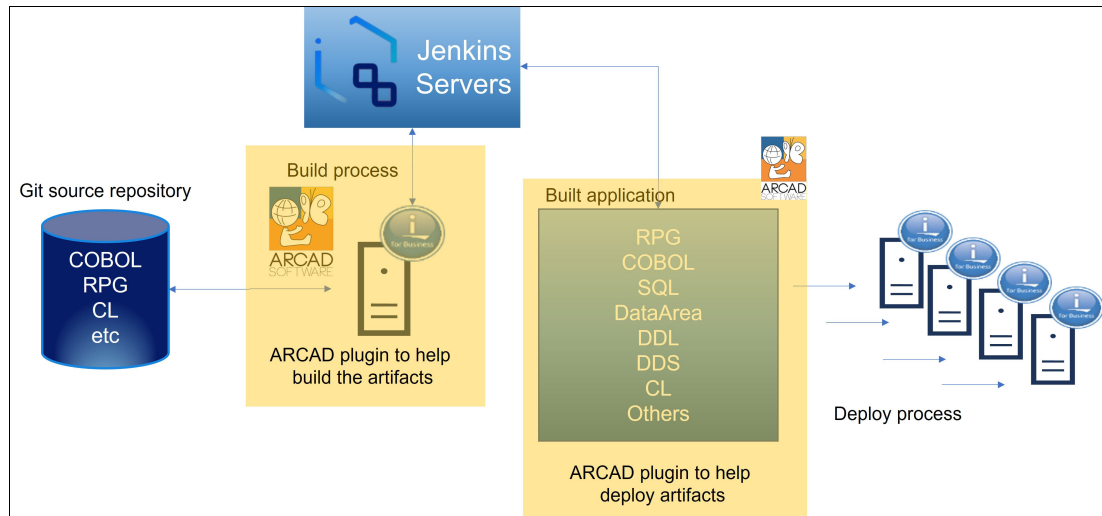 Jenkins
Servers
Build process
Git source repository
COBOL
RPG
CL
etc
ARCAD
SOFTWARE
i
for Business
ARCAD plugin to help
build the artifacts
ARCAD
SOFTWARE
Built application
RPG
COBOL
SQL
DataArea
DDL
DDS
CL
Others
ARCAD plugin to help
deploy artifacts
i
for Business
i
for Business
i
for Business
i
for Business
Deploy process